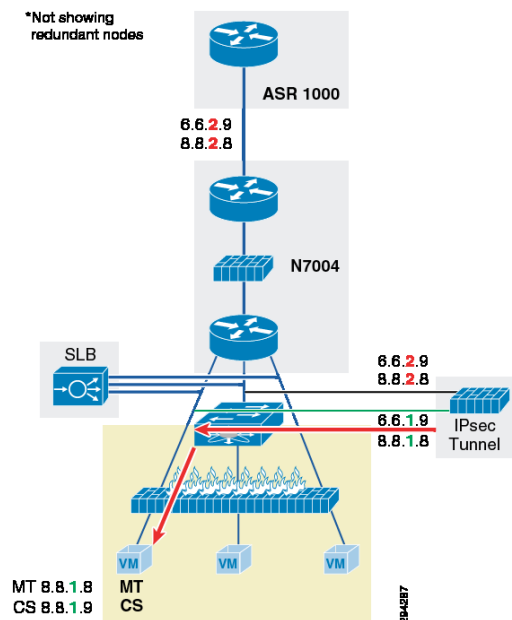 *Not showing
redundant nodes
ASR 1000
6.6.2.9
8.8.2.8
N7004
SLB
6.6.2.9
8.8.2.8
6.6.1.9
8.8.1.8
IPsec
Tunnel
VM
VM
VM
MT 8.8.1.8
CS 8.8.1.9
MT
CS
294287